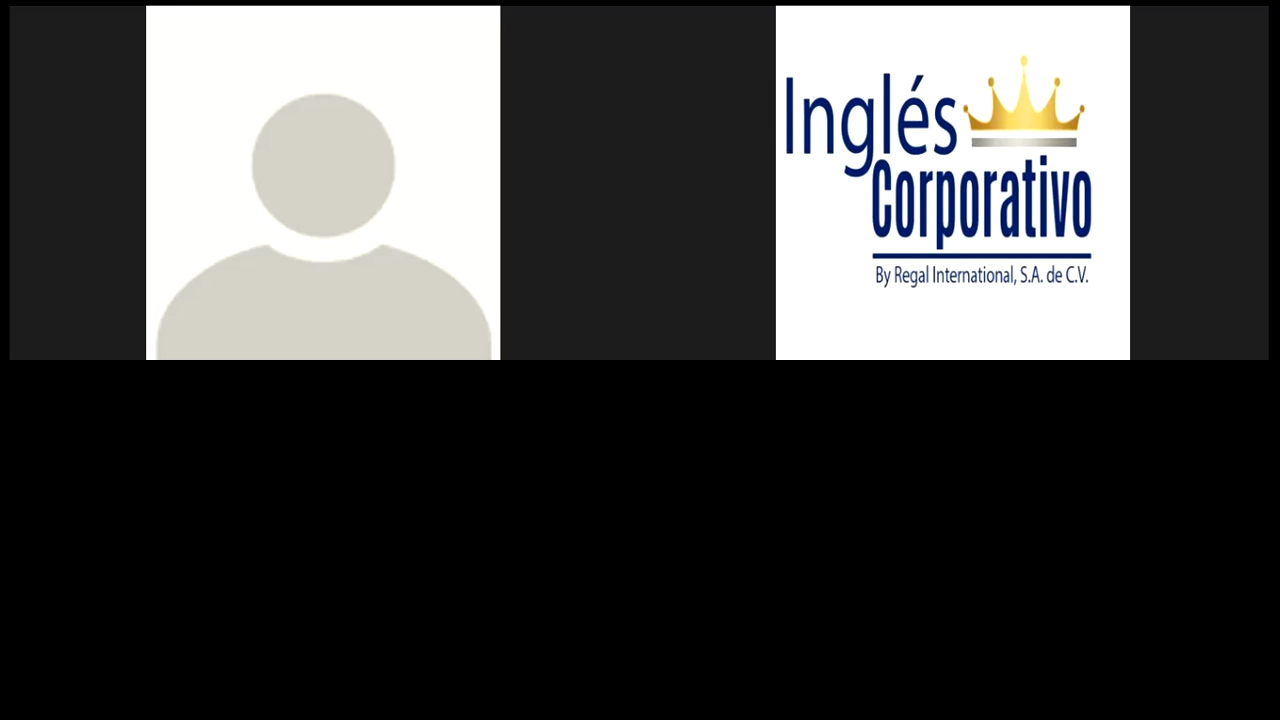 Inglés
Corporativo
By Regal International, S.A. de C.V.